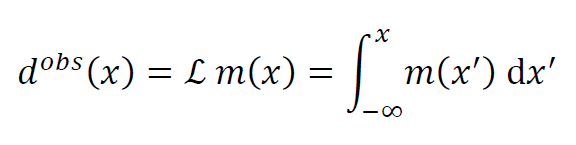 d^{obs}(x) = ℒ m(x) = ∫_{-∞}^{x} m(x′) dx′